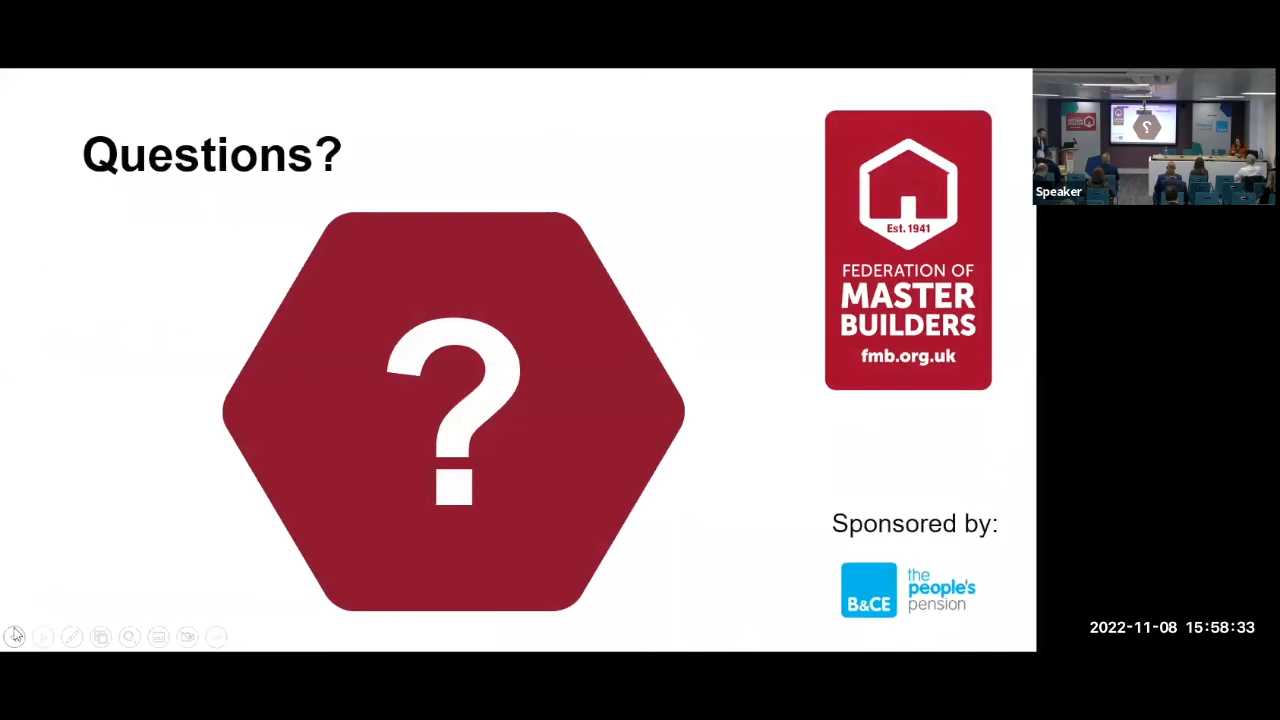 Questions?
?
Est. 1941
FEDERATION OF
MASTER
BUILDERS
fmb.org.uk
Sponsored by:
B&CE
the
people's
pension
Speaker
?
2022-11-08 15:58:33